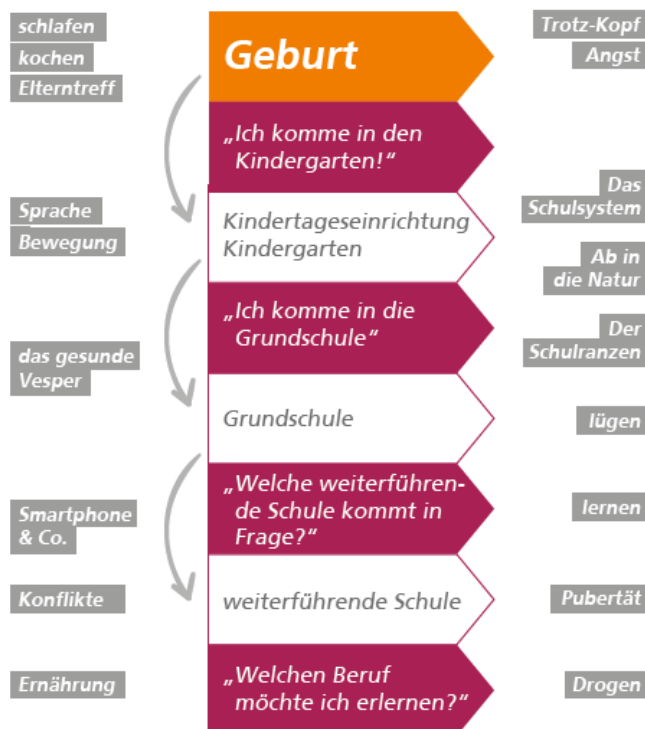 schlafen
kochen
Elterntreff
Sprache
Bewegung
das gesunde
Vesper
Smartphone
& Co.
Konflikte
Ernährung
Geburt
„Ich komme in den
Kindergarten!“
Kindertageseinrichtung
Kindergarten
„Ich komme in die
Grundschule“
Grundschule
„Welche weiterführen-
de Schule kommt in
Frage?“
weiterführende Schule
„Welchen Beruf
möchte ich erlernen?“
Trotz-Kopf
Angst
Das
Schulsystem
Ab in
die Natur
Der
Schulranzen
lügen
lernen
Pubertät
Drogen